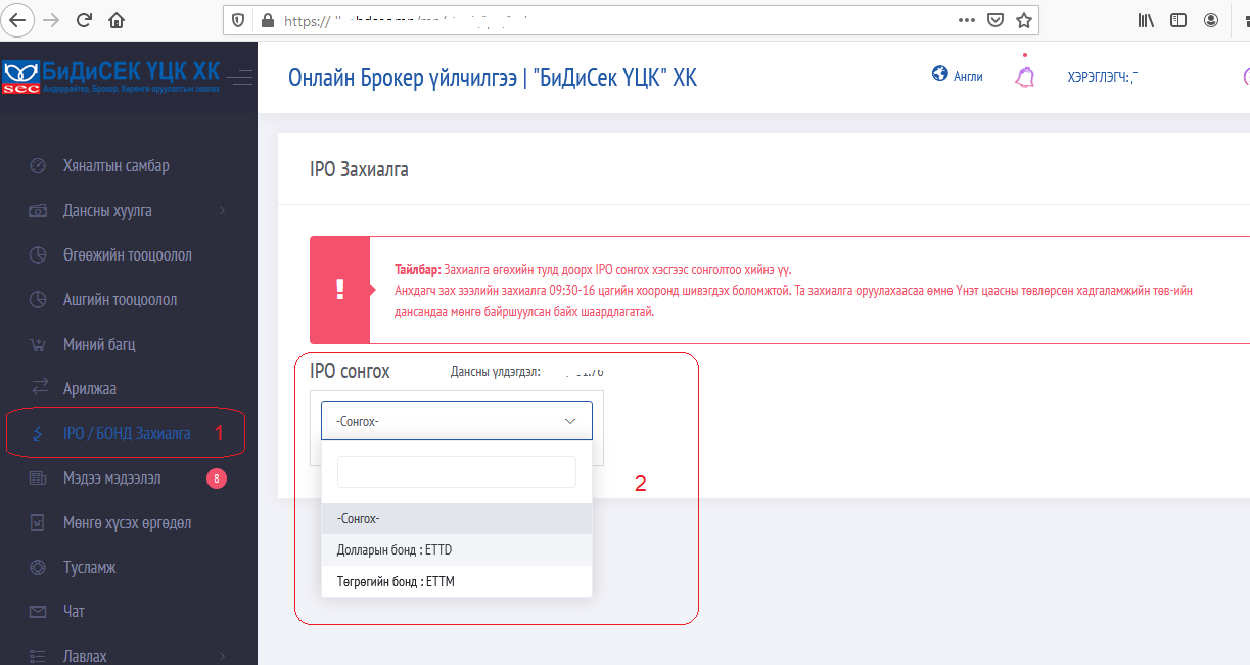 https://
БиДиСЕК ҮЦК ХК
sec
Андеррайтер, Брокер, Хөрөнгө оруулалтын зөвлөх
Онлайн Брокер үйлчилгээ | "БиДиСек ҮЦК" ХК
Англи
ХЭРЭГЛЭГЧ:
Хяналтын самбар
Дансны хуулга
Өгөөжийн тооцоолол
Ашгийн тооцоолол
Миний багц
Арилжаа
IPO / БОНД Захиалга
1
Мэдээ мэдээлэл
8
Мөнгө хүсэх өргөдөл
Тусламж
Чат
Лавлах
IPO Захиалга
!
Тайлбар: Захиалга өгөхийн тулд доорх IPO сонгох хэсгээс сонголтоо хийнэ үү.
Анхдагч зах зээлийн захиалга 09:30-16 цагийн хооронд шивэгдэх боломжтой. Та захиалга оруулахаасаа өмнө Үнэт цаасны төвлөрсөн хадгаламжийн төв-ийн
дансандаа мөнгө байршуулсан байх шаардлагатай.
IPO сонгох
Дансны үлдэгдэл:
-Сонгох-
2
-Сонгох-
Долларын бонд : ETTD
Төгрөгийн бонд : ETTM